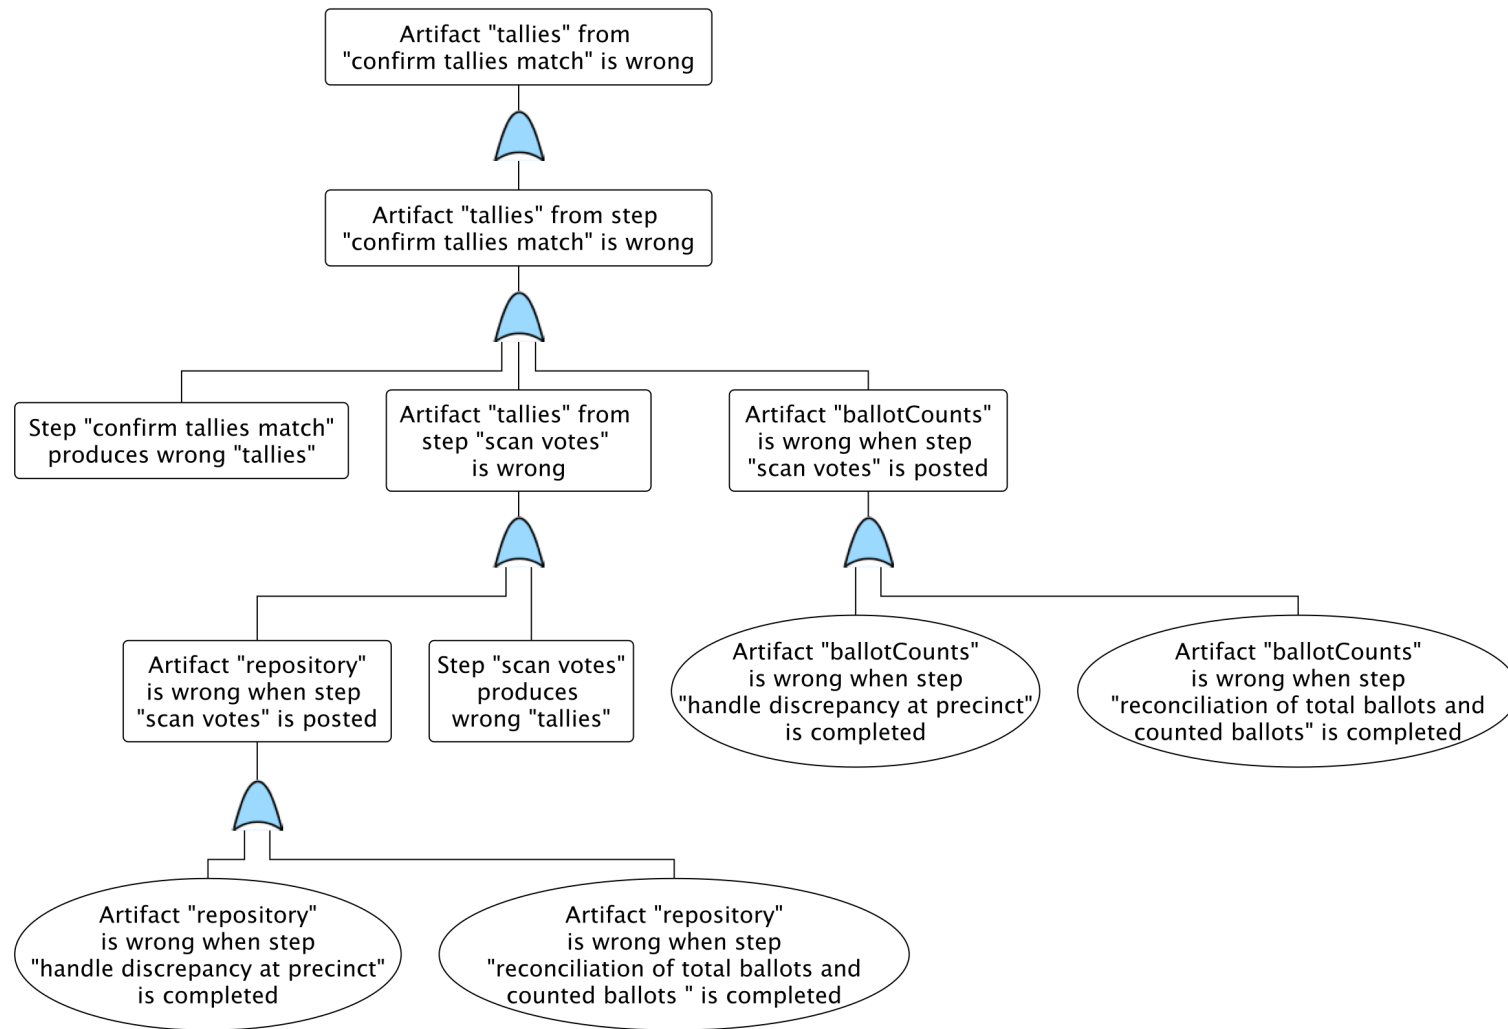 Artifact "tallies" from
"confirm tallies match" is wrong
Artifact "tallies" from step
"confirm tallies match" is wrong
Step "confirm tallies match"
produces wrong "tallies"
Artifact "tallies" from
step "scan votes"
is wrong
Artifact "ballotCounts"
is wrong when step
"scan votes" is posted
Artifact "repository"
is wrong when step
"scan votes" is posted
Step "scan votes"
produces
wrong "tallies"
Artifact "ballotCounts"
is wrong when step
"handle discrepancy at precinct"
is completed
Artifact "ballotCounts"
is wrong when step
"reconciliation of total ballots and
counted ballots" is completed
Artifact "repository"
is wrong when step
"handle discrepancy at precinct"
is completed
Artifact "repository"
is wrong when step
"reconciliation of total ballots and
counted ballots " is completed